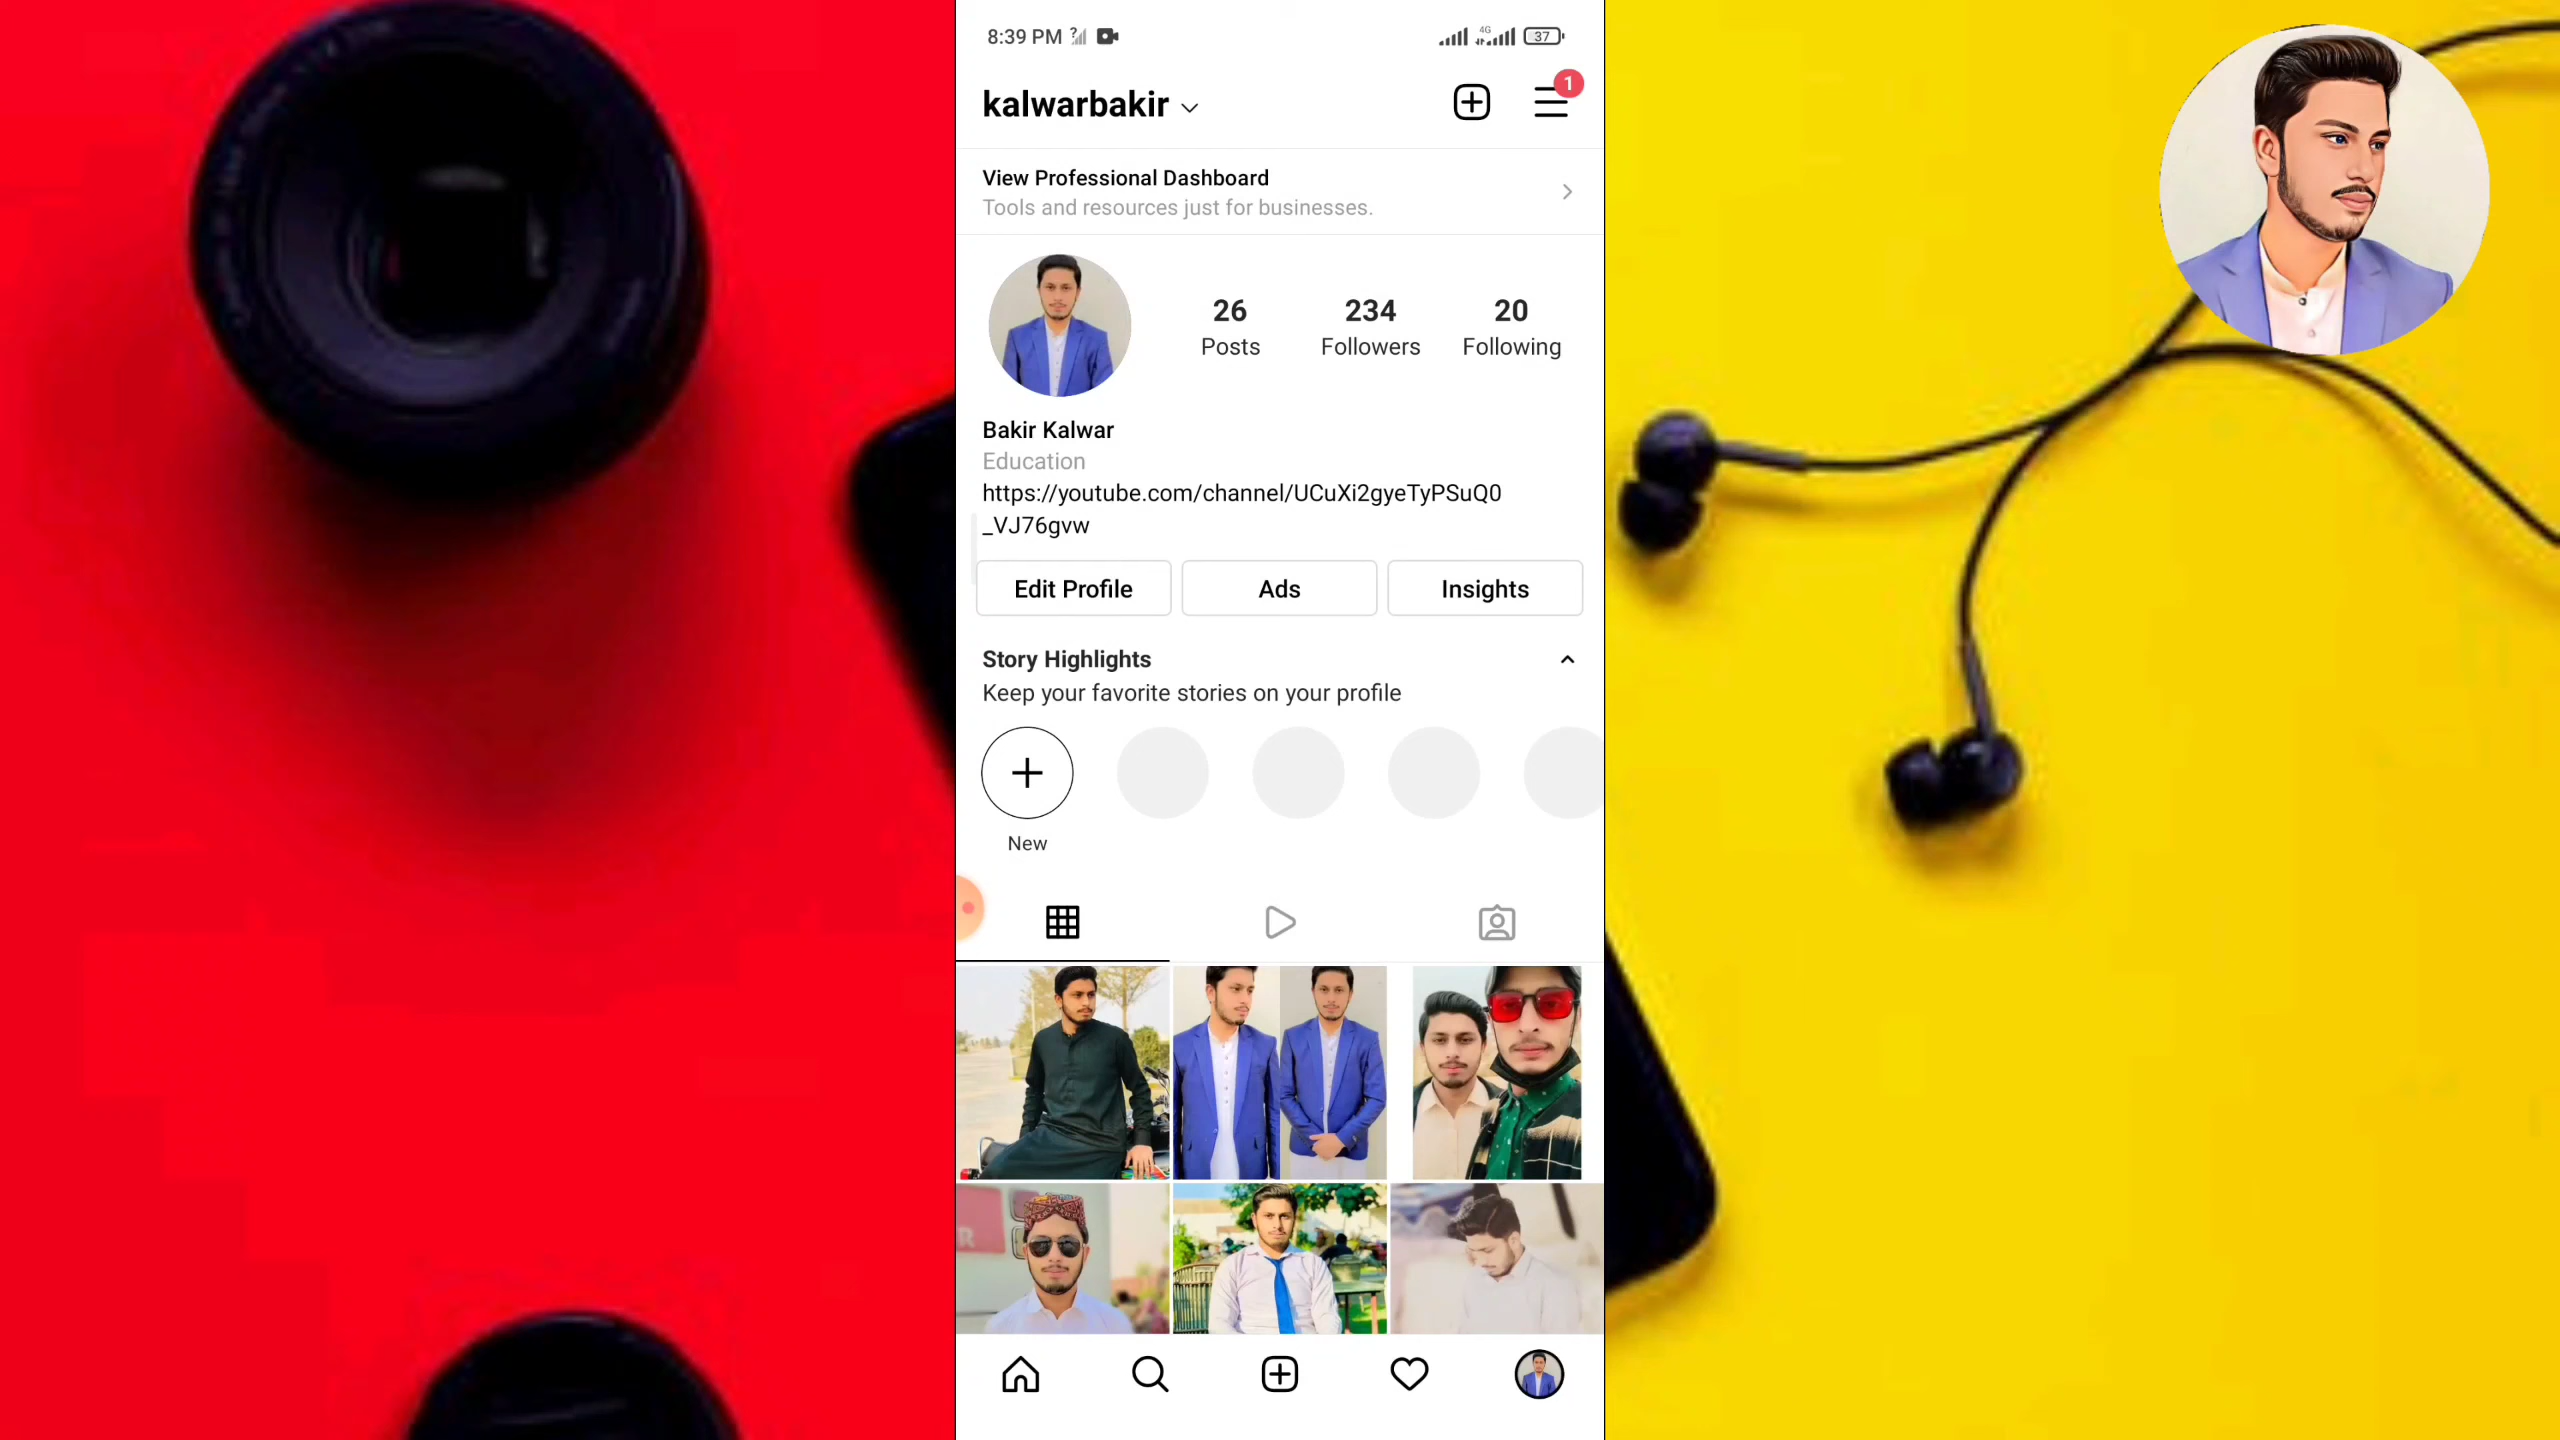 8:39 PM
4G
37
kalwarbakir
1
View Professional Dashboard
Tools and resources just for businesses.
26
234
20
Posts
Followers
Following
Bakir Kalwar
Education
https://youtube.com/channel/UCuXi2gyeTyPSuQ0
_VJ76gvw
Edit Profile
Ads
Insights
Story Highlights
Keep your favorite stories on your profile
New